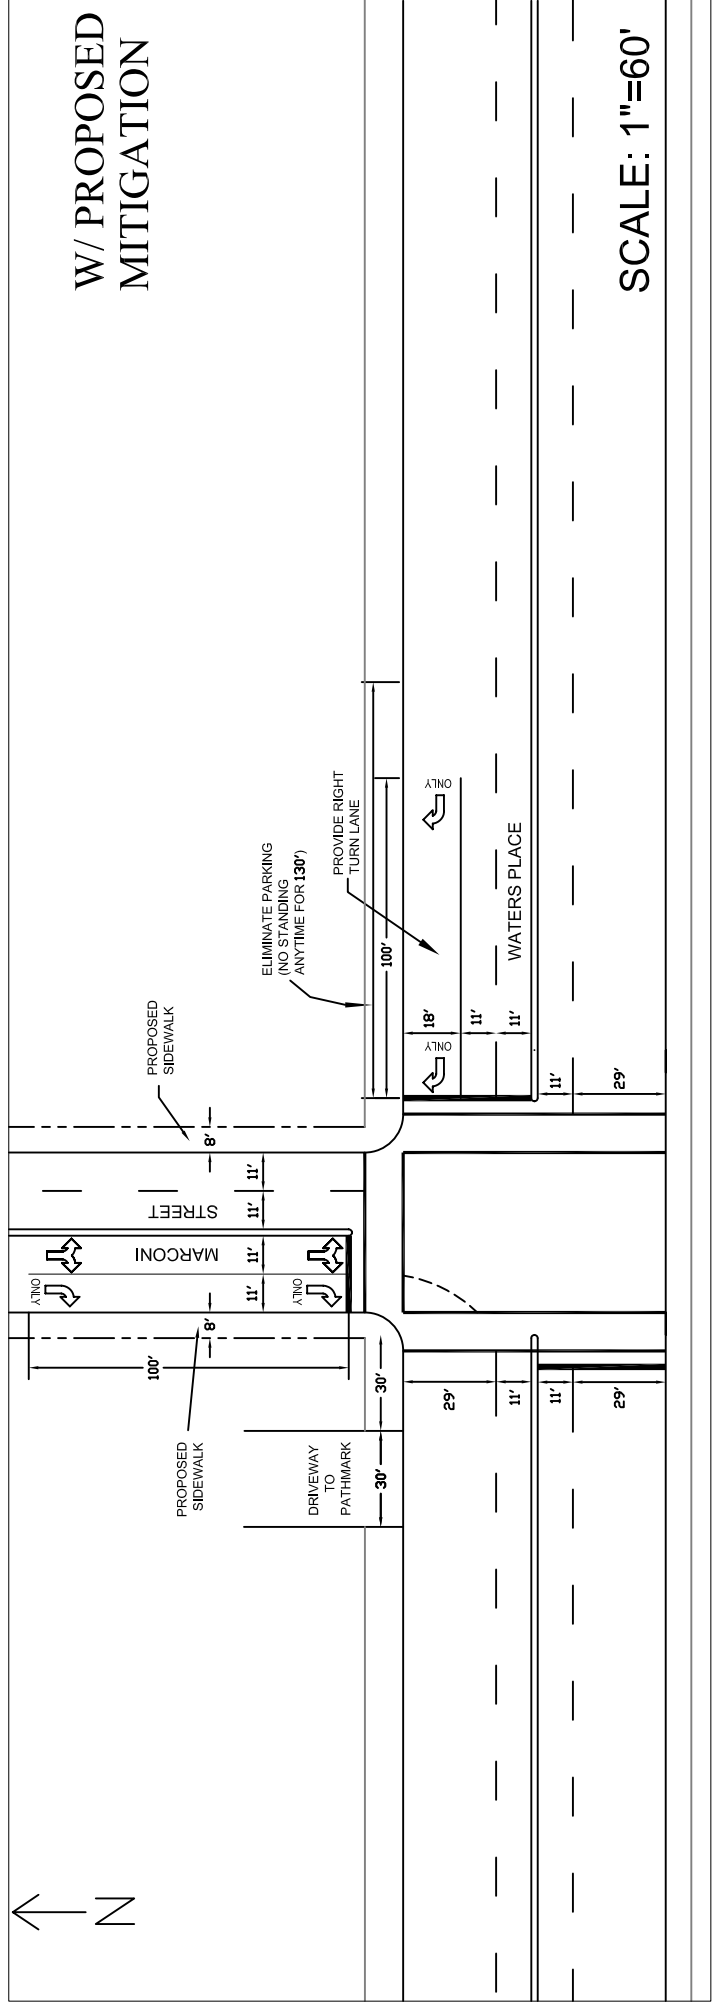 W/ PROPOSED
MITIGATION
SCALE: 1"=60'
N
PROPOSED
SIDEWALK
PROPOSED
SIDEWALK
ELIMINATE PARKING
(NO STANDING
ANYTIME FOR 130')
PROVIDE RIGHT
TURN LANE
DRIVEWAY
TO
PATHMARK
MARCONI
STREET
WATERS PLACE
ONLY
ONLY
ONLY
ONLY
100'
8'
11'
11'
11'
11'
8'
100'
18'
11'
11'
11'
29'
30'
30'
29'
11'
11'
29'